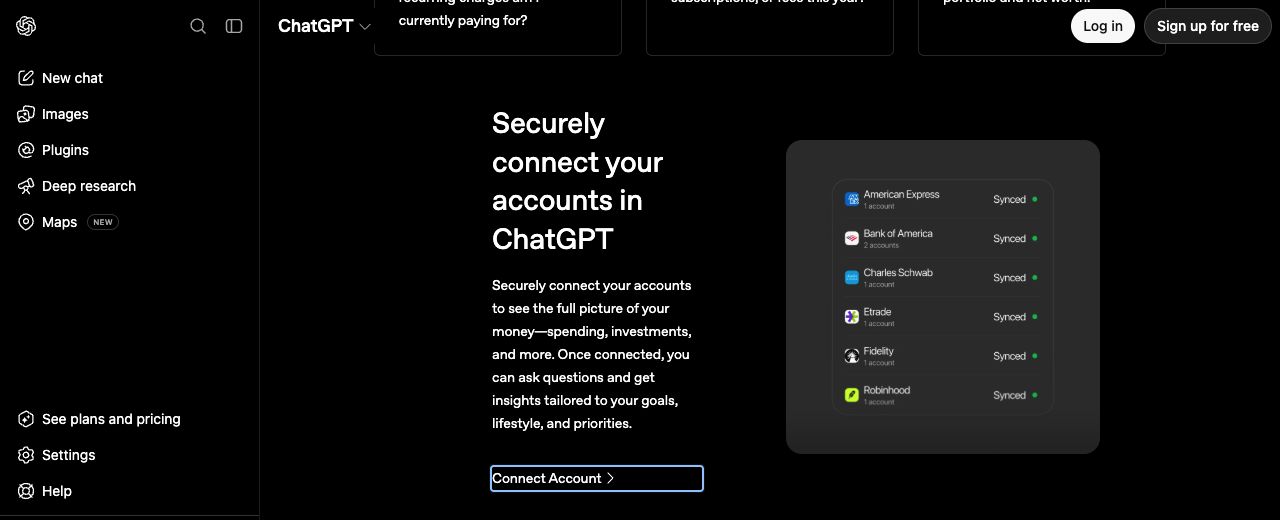 ChatGPT
Log in
Sign up for free
New chat
Images
Plugins
Deep research
Maps NEW
See plans and pricing
Settings
Help
currently paying for?
Securely
connect your
accounts in
ChatGPT
Securely connect your accounts
to see the full picture of your
money—spending, investments,
and more. Once connected, you
can ask questions and get
insights tailored to your goals,
lifestyle, and priorities.
Connect Account
American Express
1 account
Synced
Bank of America
2 accounts
Synced
Charles Schwab
1 account
Synced
Etrade
1 account
Synced
Fidelity
1 account
Synced
Robinhood
1 account
Synced